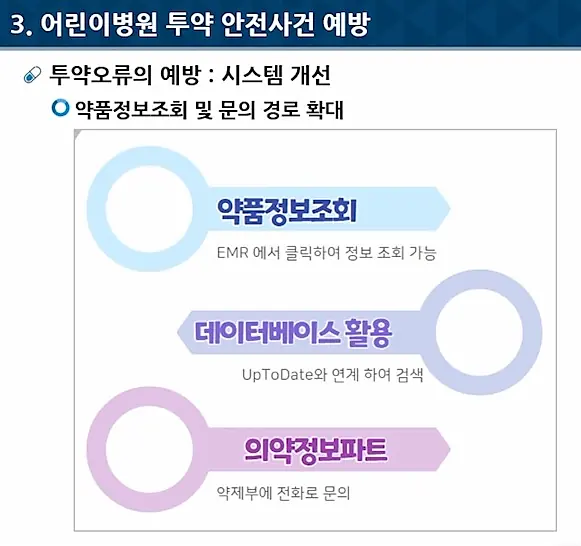 3. 어린이병원 투약 안전사건 예방
투약오류의 예방 : 시스템 개선
약품정보조회 및 문의 경로 확대
약품정보조회
EMR 에서 클릭하여 정보 조회 가능
데이터베이스 활용
UpToDate와 연계 하여 검색
의약정보파트
약제부에 전화로 문의